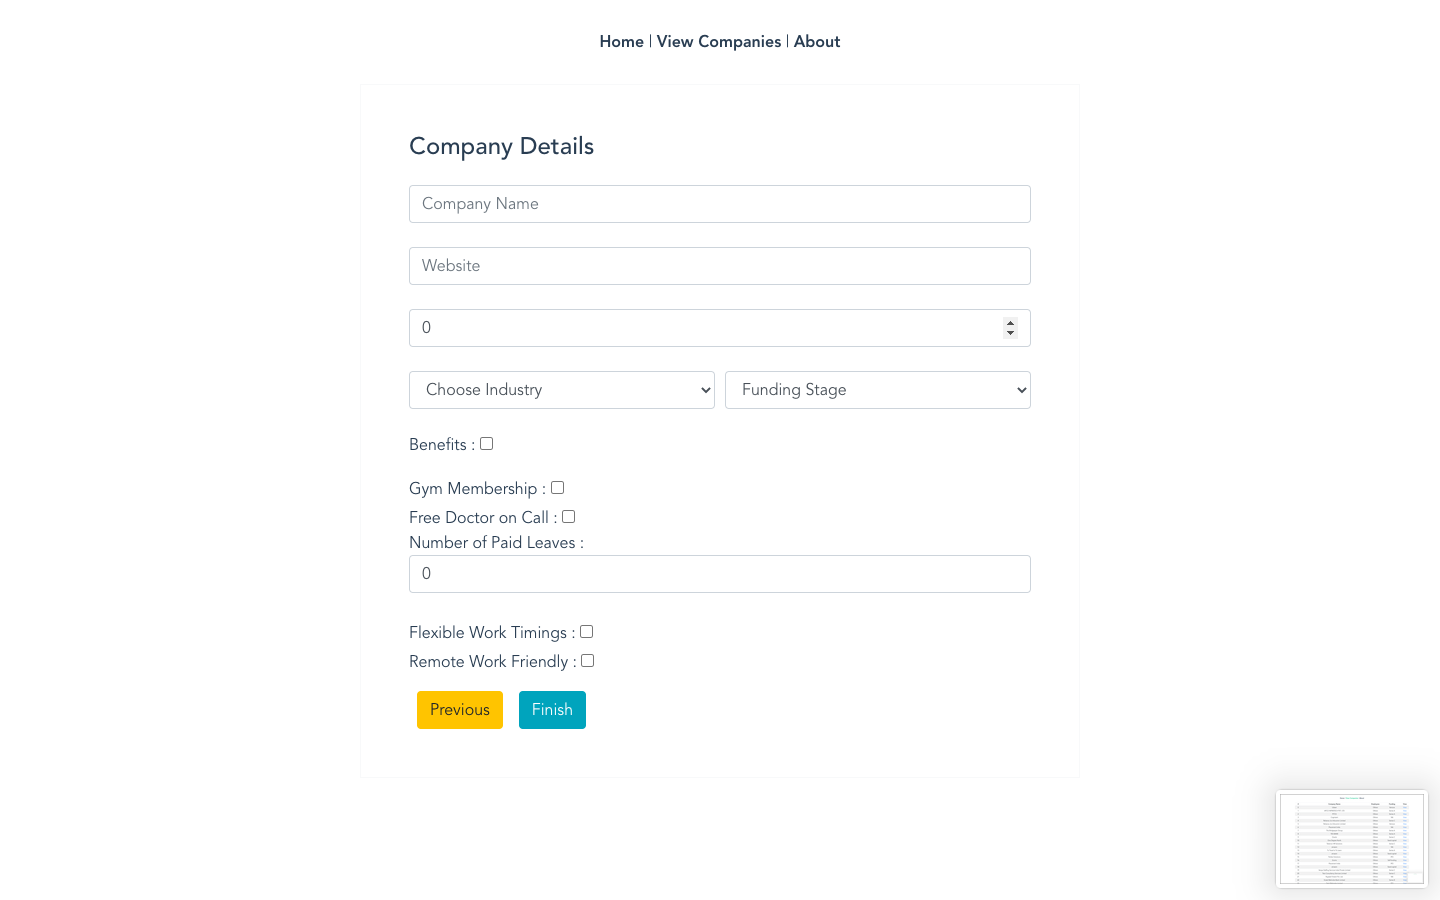 Home | View Companies | About
Company Details
Company Name
Website
0
Choose Industry
Funding Stage
Benefits :
Gym Membership :
Free Doctor on Call :
Number of Paid Leaves :
0
Flexible Work Timings :
Remote Work Friendly :
Previous
Finish